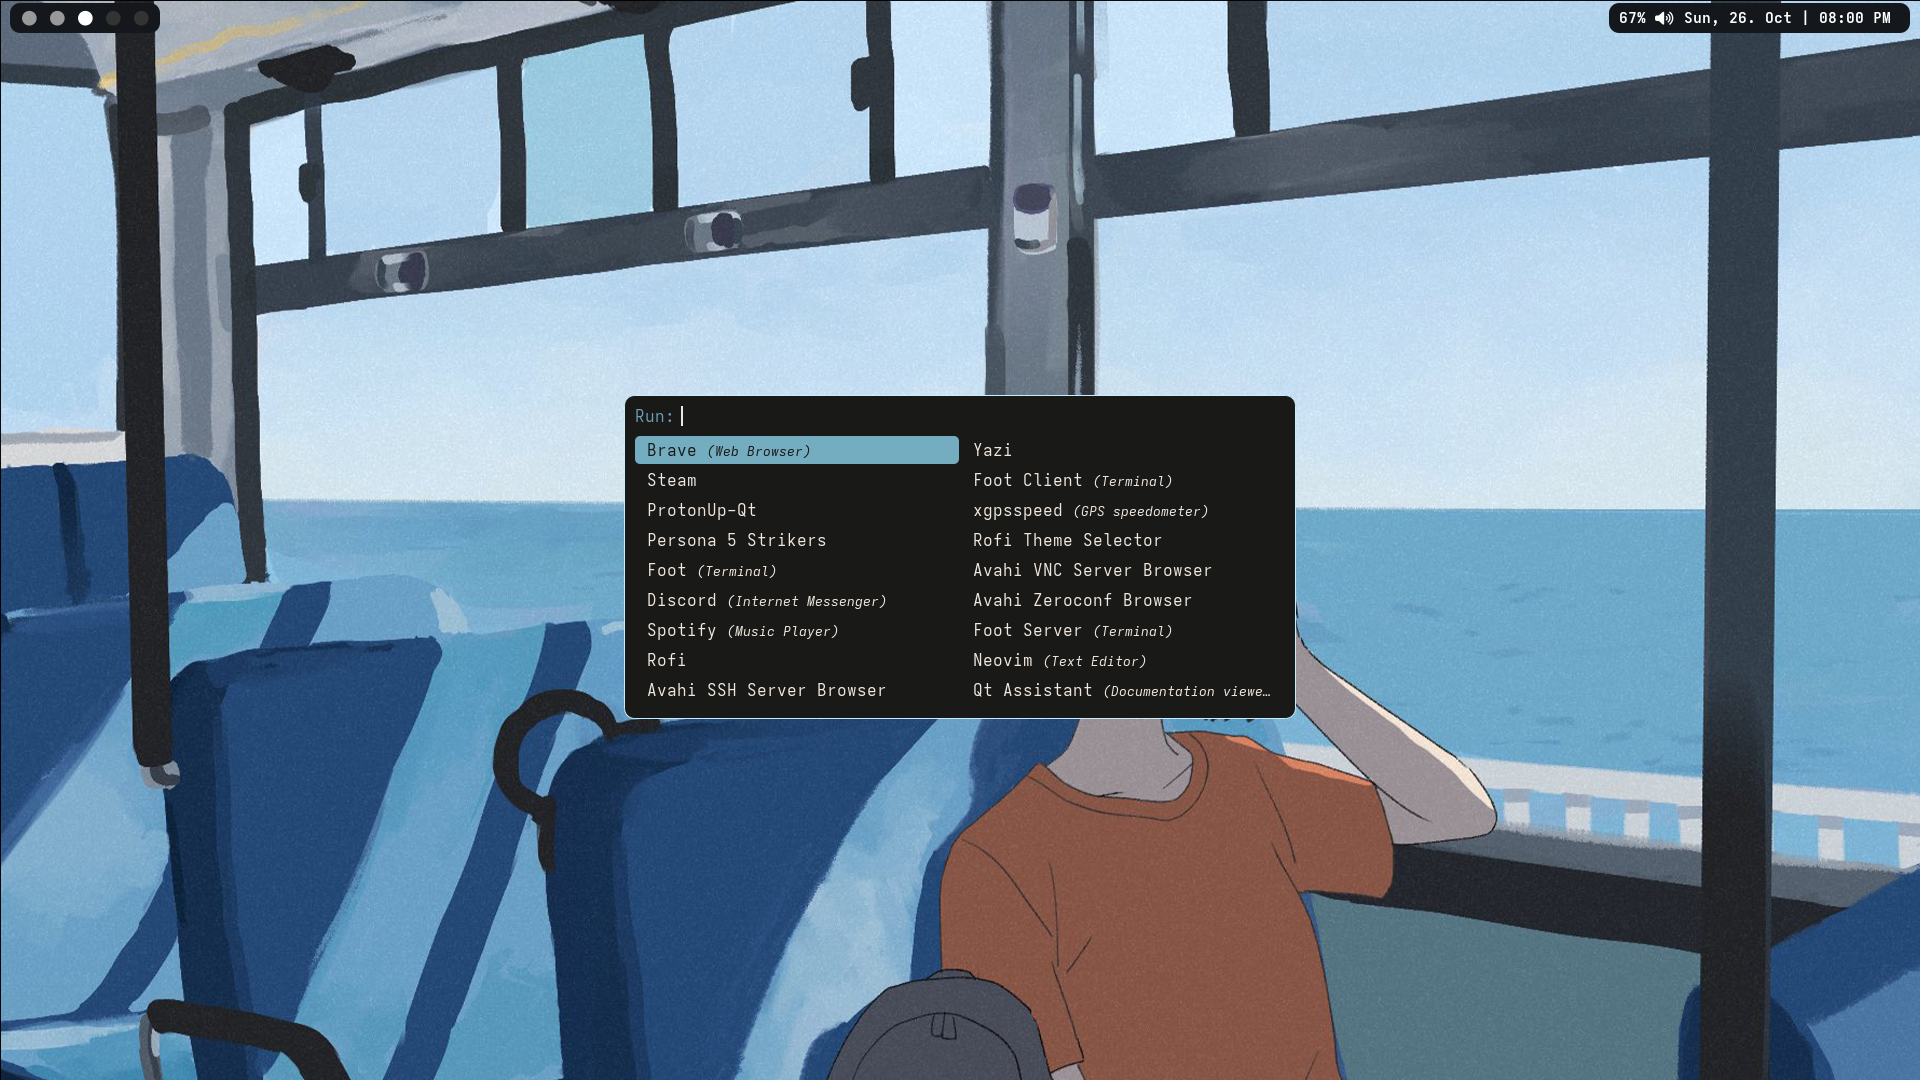 67% Sun, 26. Oct | 08:00 PM
Run:
Brave (Web Browser)
Steam
ProtonUp-Qt
Persona 5 Strikers
Foot (Terminal)
Discord (Internet Messenger)
Spotify (Music Player)
Rofi
Avahi SSH Server Browser
Yazi
Foot Client (Terminal)
xgpsspeed (GPS speedometer)
Rofi Theme Selector
Avahi VNC Server Browser
Avahi Zeroconf Browser
Foot Server (Terminal)
Neovim (Text Editor)
Qt Assistant (Documentation viewe…